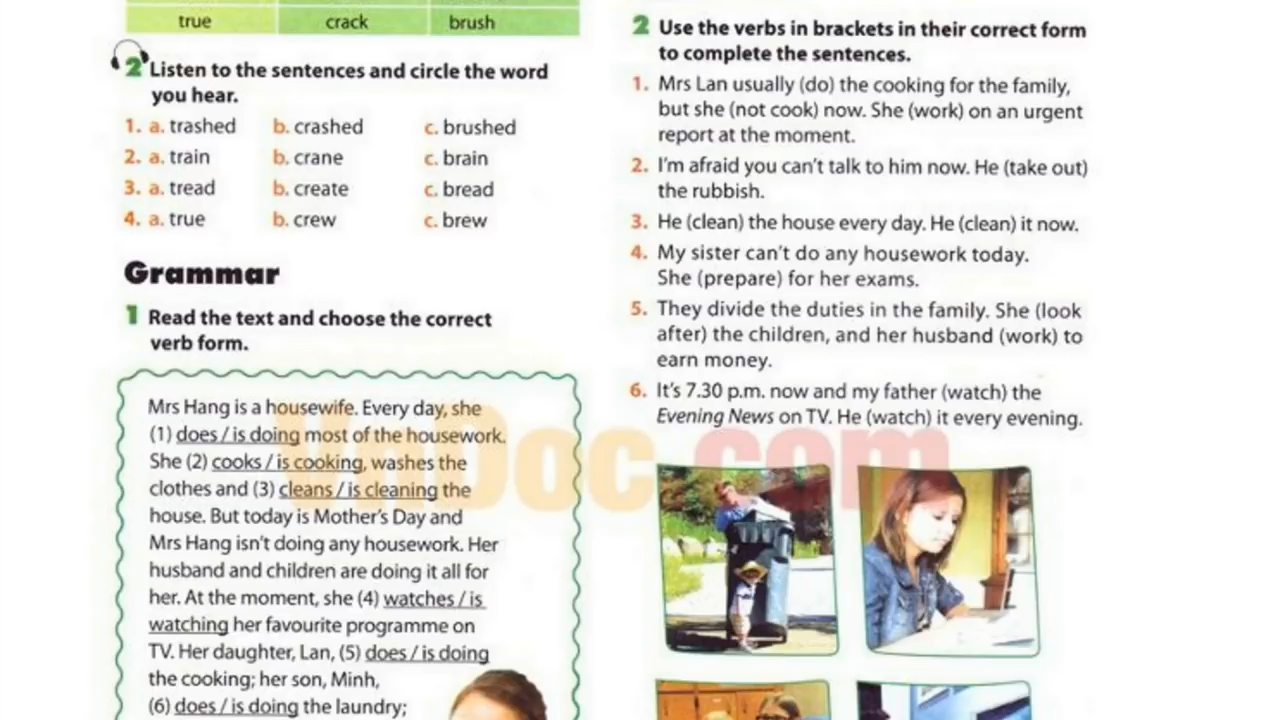 true crack brush
2 Listen to the sentences and circle the word
you hear.
1. a. trashed b. crashed c. brushed
2. a. train b. crane c. brain
3. a. tread b. create c. bread
4. a. true b. crew c. brew
Grammar
1 Read the text and choose the correct
verb form.
Mrs Hang is a housewife. Every day, she
(1) does / is doing most of the housework.
She (2) cooks / is cooking, washes the
clothes and (3) cleans / is cleaning the
house. But today is Mother's Day and
Mrs Hang isn't doing any housework. Her
husband and children are doing it all for
her. At the moment, she (4) watches / is
watching her favourite programme on
TV. Her daughter, Lan, (5) does / is doing
the cooking; her son, Minh,
(6) does / is doing the laundry;
2 Use the verbs in brackets in their correct form
to complete the sentences.
1. Mrs Lan usually (do) the cooking for the family,
but she (not cook) now. She (work) on an urgent
report at the moment.
2. I'm afraid you can't talk to him now. He (take out)
the rubbish.
3. He (clean) the house every day. He (clean) it now.
4. My sister can't do any housework today.
She (prepare) for her exams.
5. They divide the duties in the family. She (look
after) the children, and her husband (work) to
earn money.
6. It's 7.30 p.m. now and my father (watch) the
Evening News on TV. He (watch) it every evening.
VnDoc.com